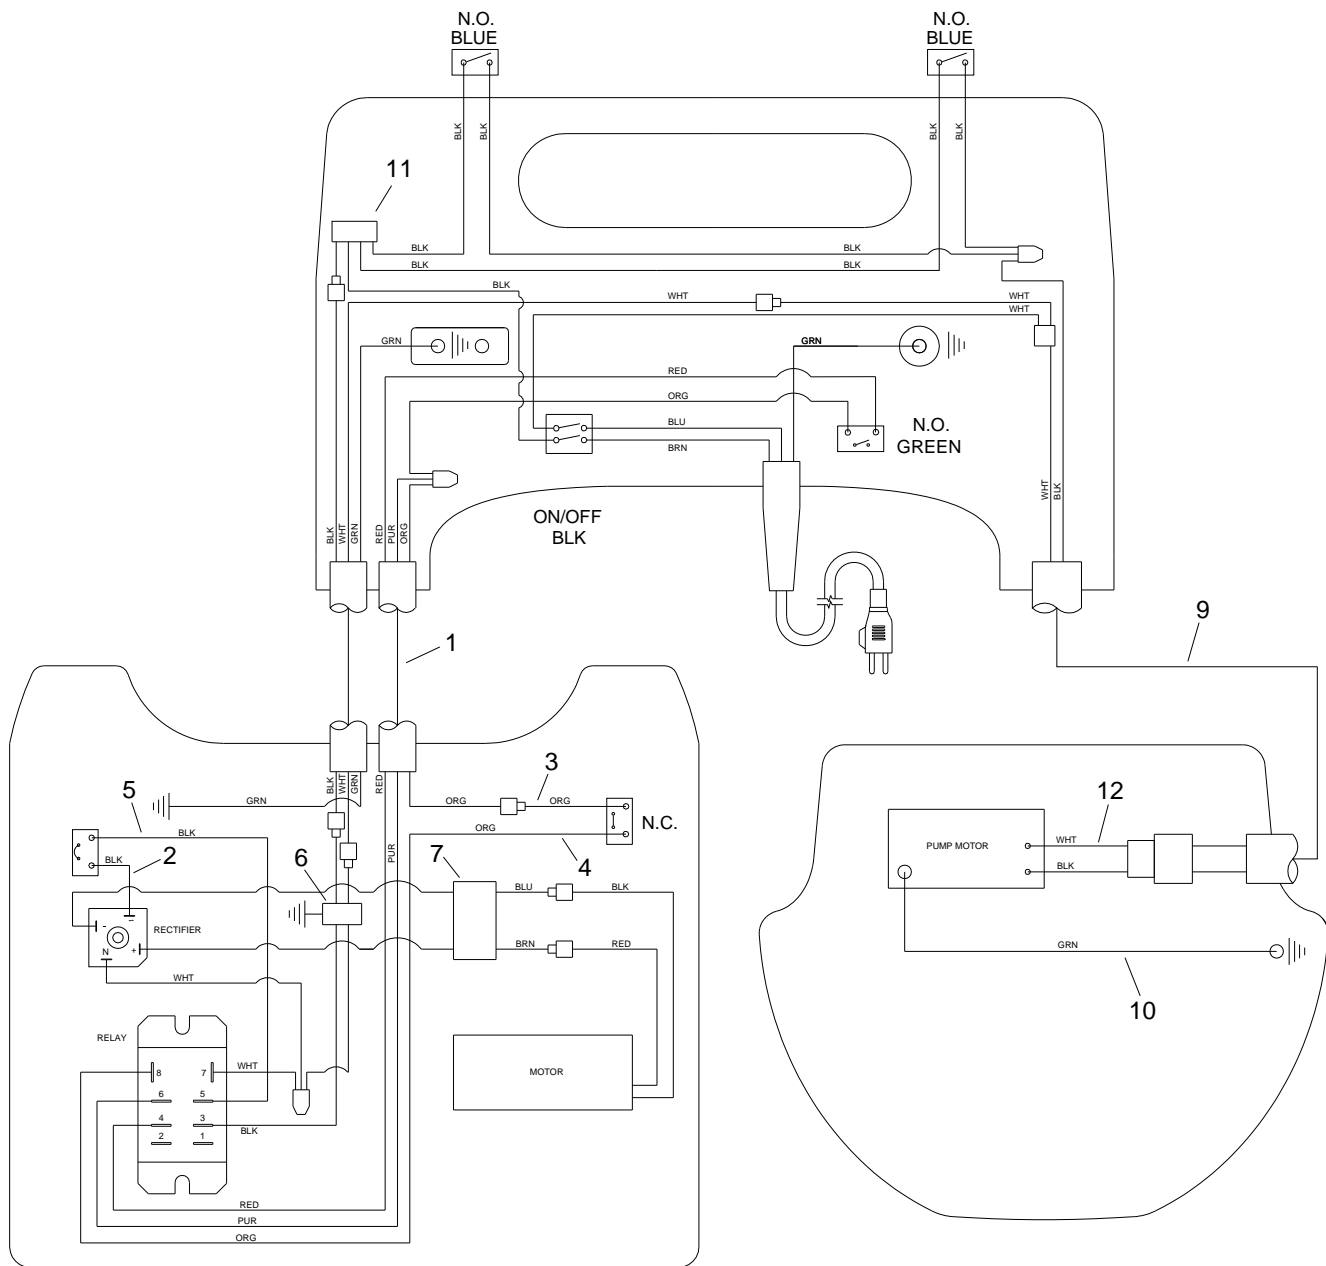 N.O.
BLUE
N.O.
BLUE
BLK
BLK
BLK
BLK
11
BLK
BLK
BLK
BLK
BLK
WHT
WHT
WHT
GRN
GRN
RED
ORG
BLU
BRN
N.O.
GREEN
ON/OFF
BLK
BLK
WHT
GRN
RED
PUR
ORG
WHT
BLK
1
9
BLK
WHT
GRN
RED
PUR
3
5
GRN
ORG
ORG
N.C.
BLK
ORG
BLK
2
6
7
4
12
PUMP MOTOR
WHT
BLK
BLU
BLK
RECTIFIER
-
N
+
BRN
RED
GRN
10
WHT
RELAY
8
7
WHT
MOTOR
6
5
4
3
BLK
2
1
RED
PUR
ORG